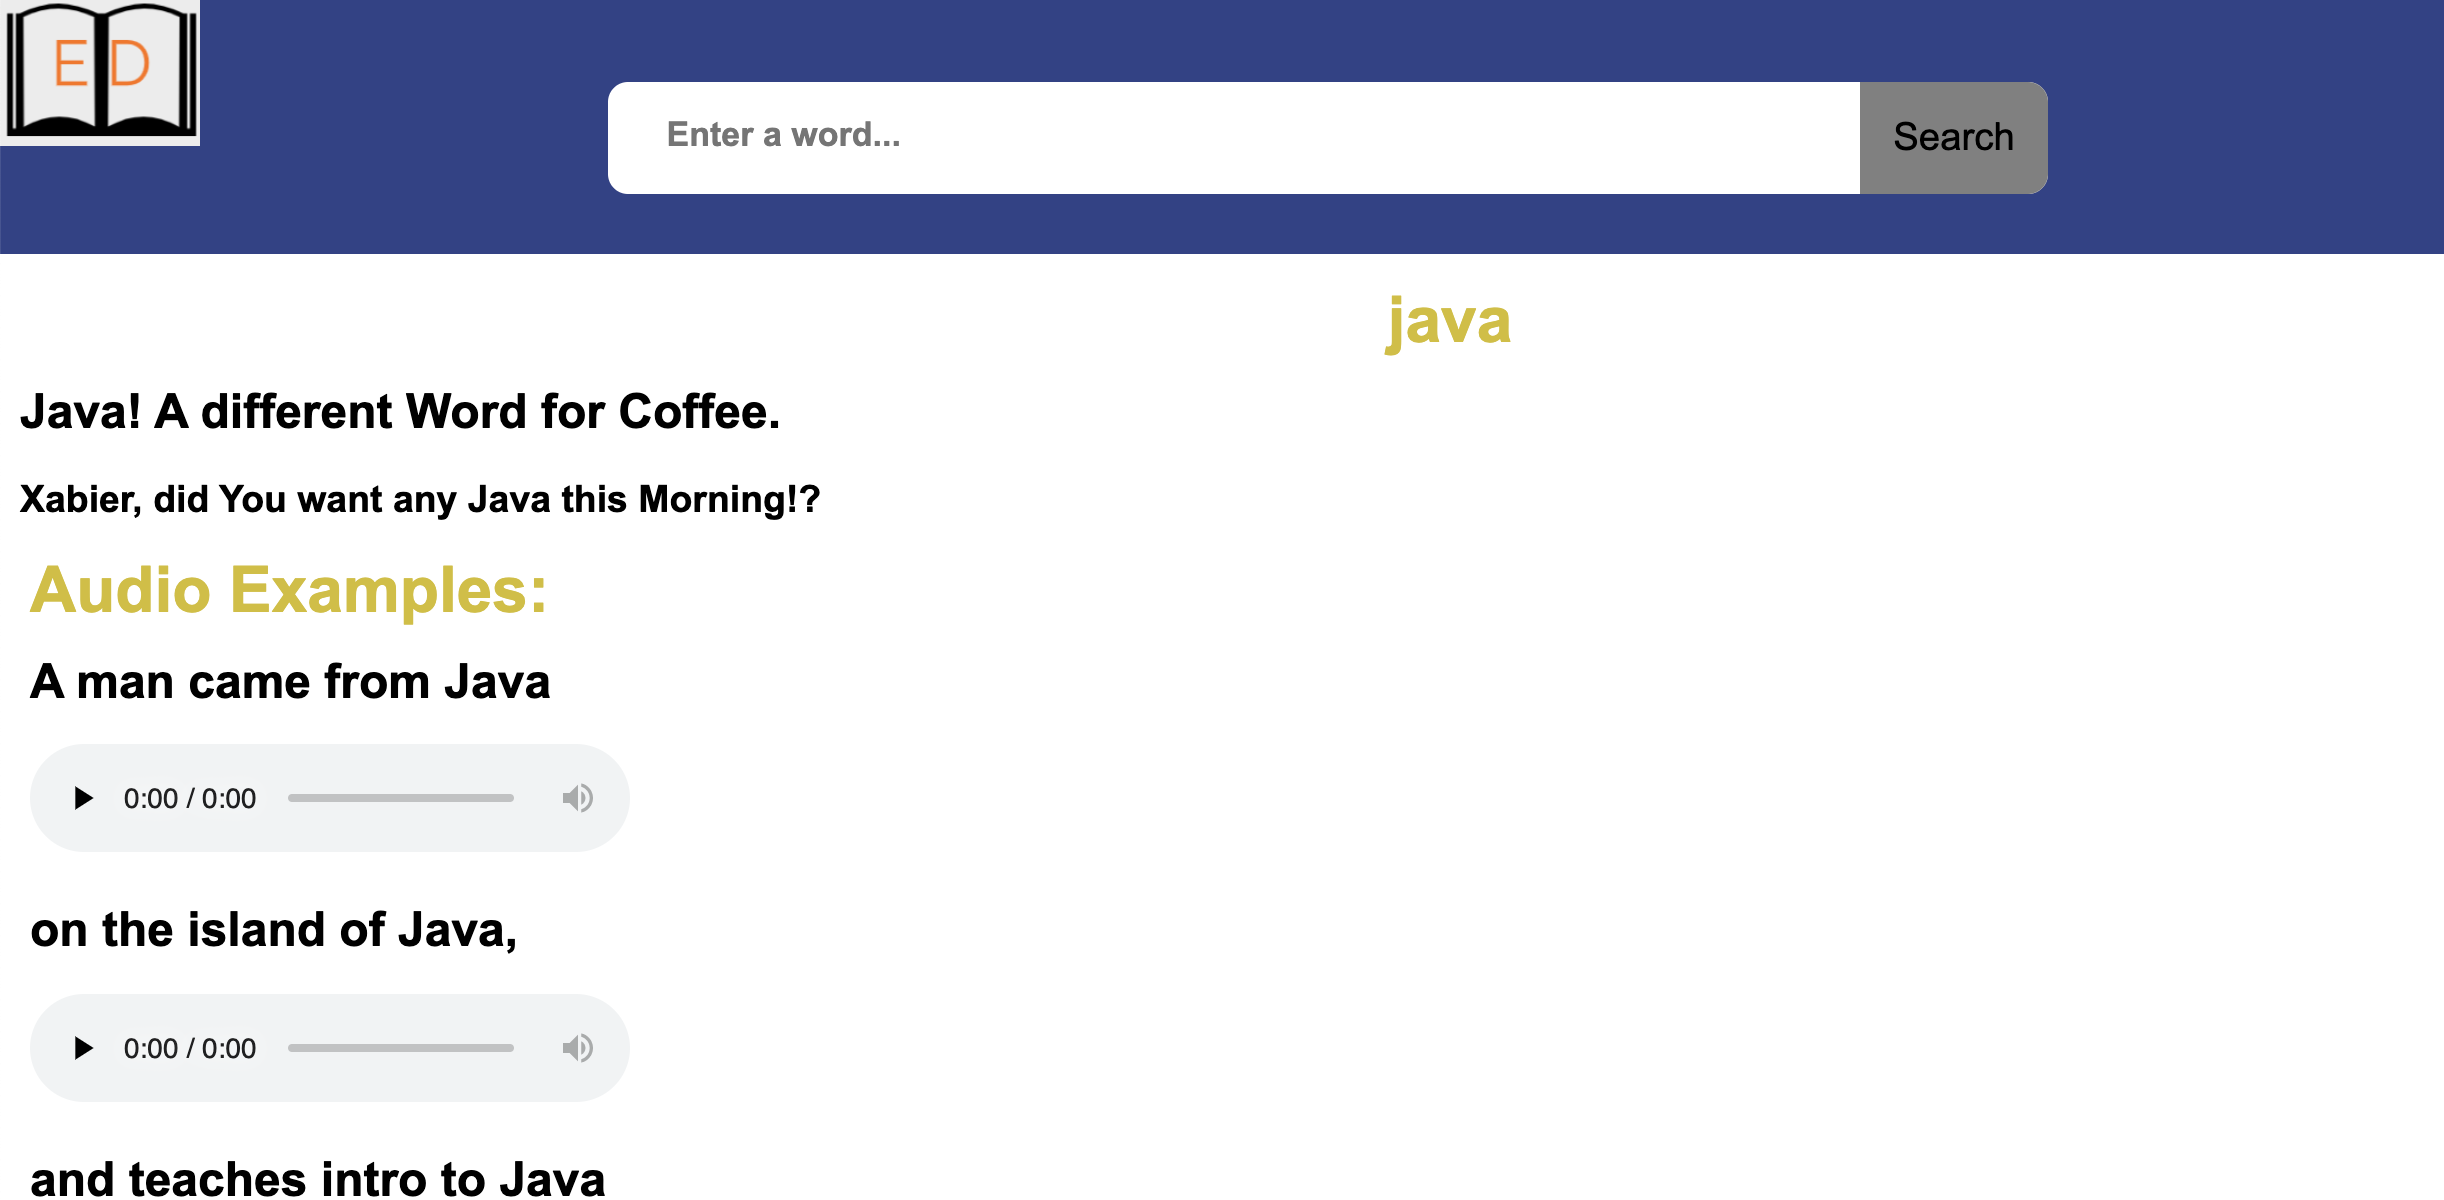 E D
Enter a word...
Search
java
Java! A different Word for Coffee.
Xabier, did You want any Java this Morning!?
Audio Examples:
A man came from Java
0:00 / 0:00
on the island of Java,
0:00 / 0:00
and teaches intro to Java